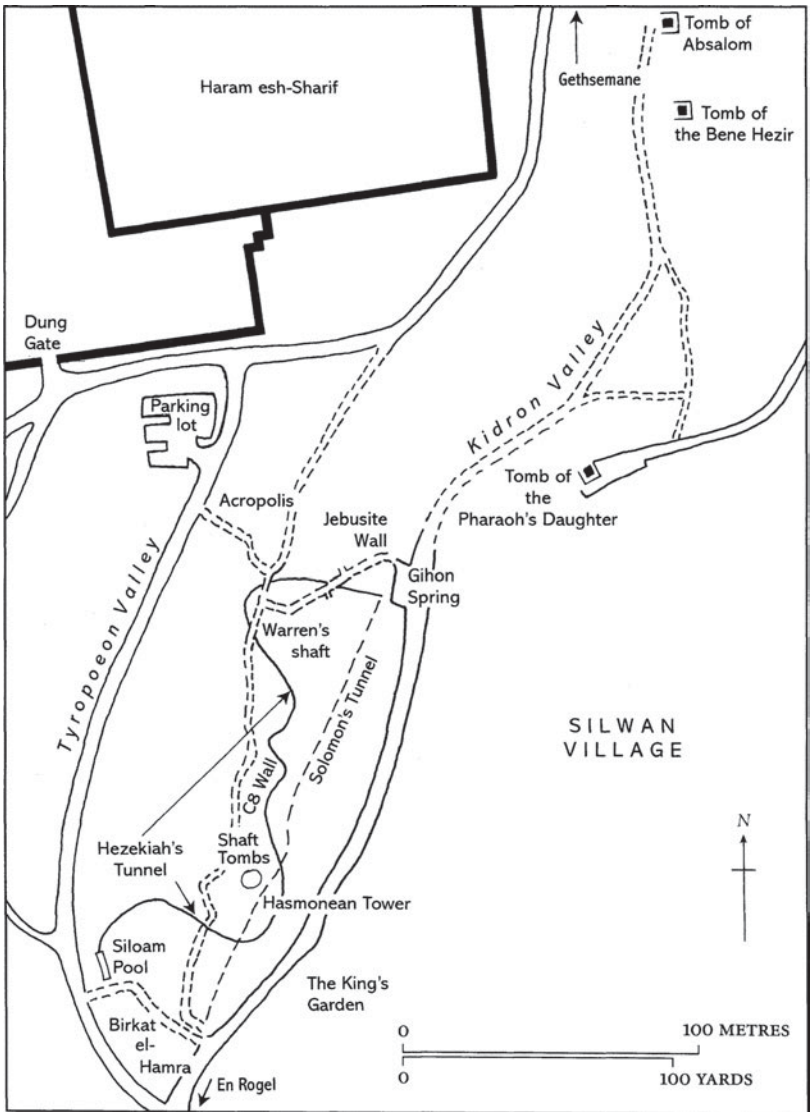 Tomb of
Absalom
Haram esh-Sharif
Gethsemane
Tomb of
the Bene Hezir
Dung
Gate
Kidron Valley
Parking
lot
Tomb of
the
Pharaoh's Daughter
Acropolis
Jebusite
Wall
Gihon
Spring
Tyropoeon Valley
Warren's
shaft
Solomon's Tunnel
SILWAN
VILLAGE
C8 Wall
N
Hezekiah's
Tunnel
Shaft
Tombs
Hasmonean Tower
Siloam
Pool
The King's
Garden
Birkat
el-
Hamra
En Rogel
0 100 METRES
0 100 YARDS